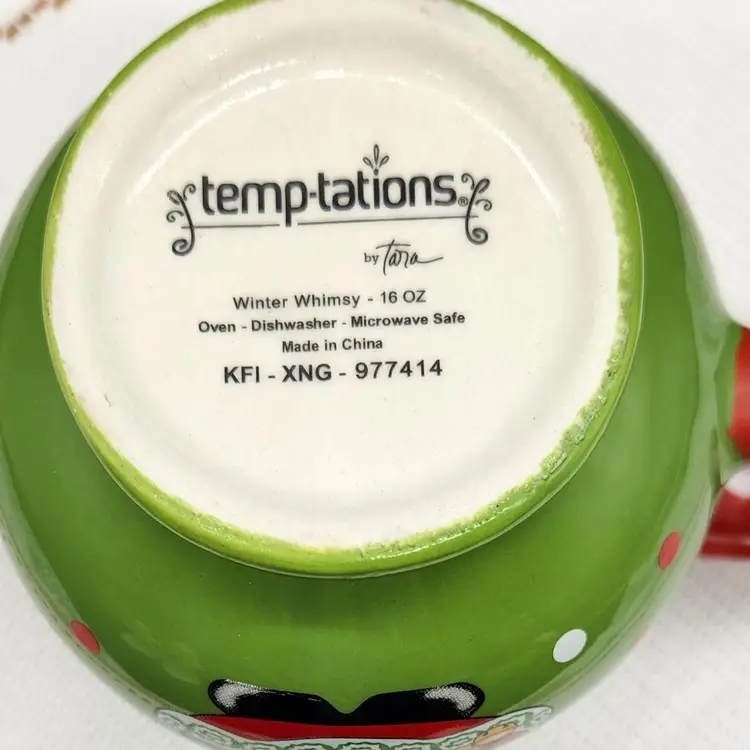 temp-tations®
by Tara
Winter Whimsy - 16 OZ
Oven - Dishwasher - Microwave Safe
Made in China
KFI - XNG - 977414